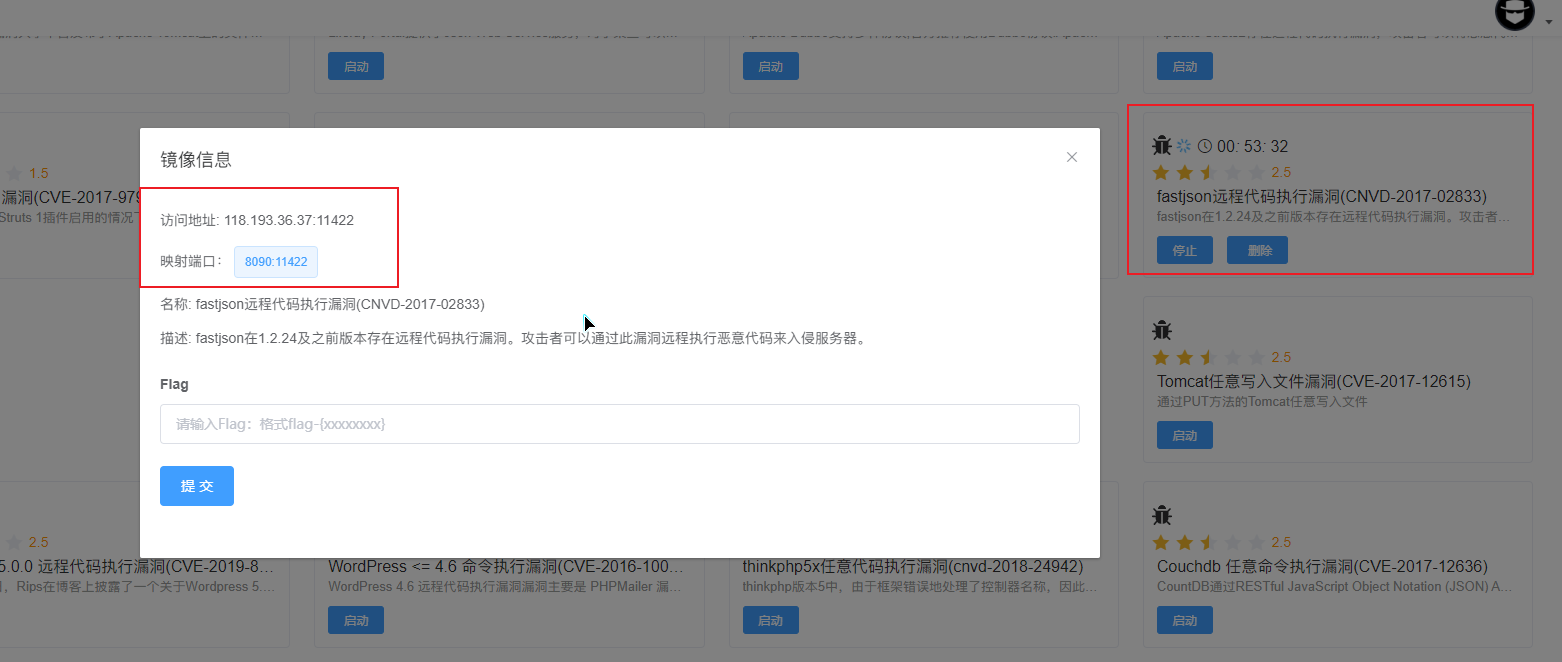 启动
启动
启动
镜像信息
访问地址: 118.193.36.37:11422
映射端口:
8090:11422
名称: fastjson远程代码执行漏洞(CNVD-2017-02833)
描述: fastjson在1.2.24及之前版本存在远程代码执行漏洞。攻击者可以通过此漏洞远程执行恶意代码来入侵服务器。
Flag
请输入Flag：格式flag-{xxxxxxxx}
提 交
1.5
漏洞(CVE-2017-979
Struts 1插件启用的情况下
00: 53: 32
2.5
fastjson远程代码执行漏洞(CNVD-2017-02833)
fastjson在1.2.24及之前版本存在远程代码执行漏洞。攻击者...
停止
删除
2.5
Tomcat任意写入文件漏洞(CVE-2017-12615)
通过PUT方法的Tomcat任意写入文件
启动
2.5
5.0.0 远程代码执行漏洞(CVE-2019-8...
，Rips在博客上披露了一个关于Wordpress 5....
WordPress <= 4.6 命令执行漏洞(CVE-2016-100...
WordPress 4.6 远程代码执行漏洞漏洞主要是 PHPMailer 漏...
启动
thinkphp5x任意代码执行漏洞(cnvd-2018-24942)
thinkphp版本5中，由于框架错误地处理了控制器名称，因此...
启动
2.5
Couchdb 任意命令执行漏洞(CVE-2017-12636)
CountDB通过RESTful JavaScript Object Notation (JSON) A...
启动